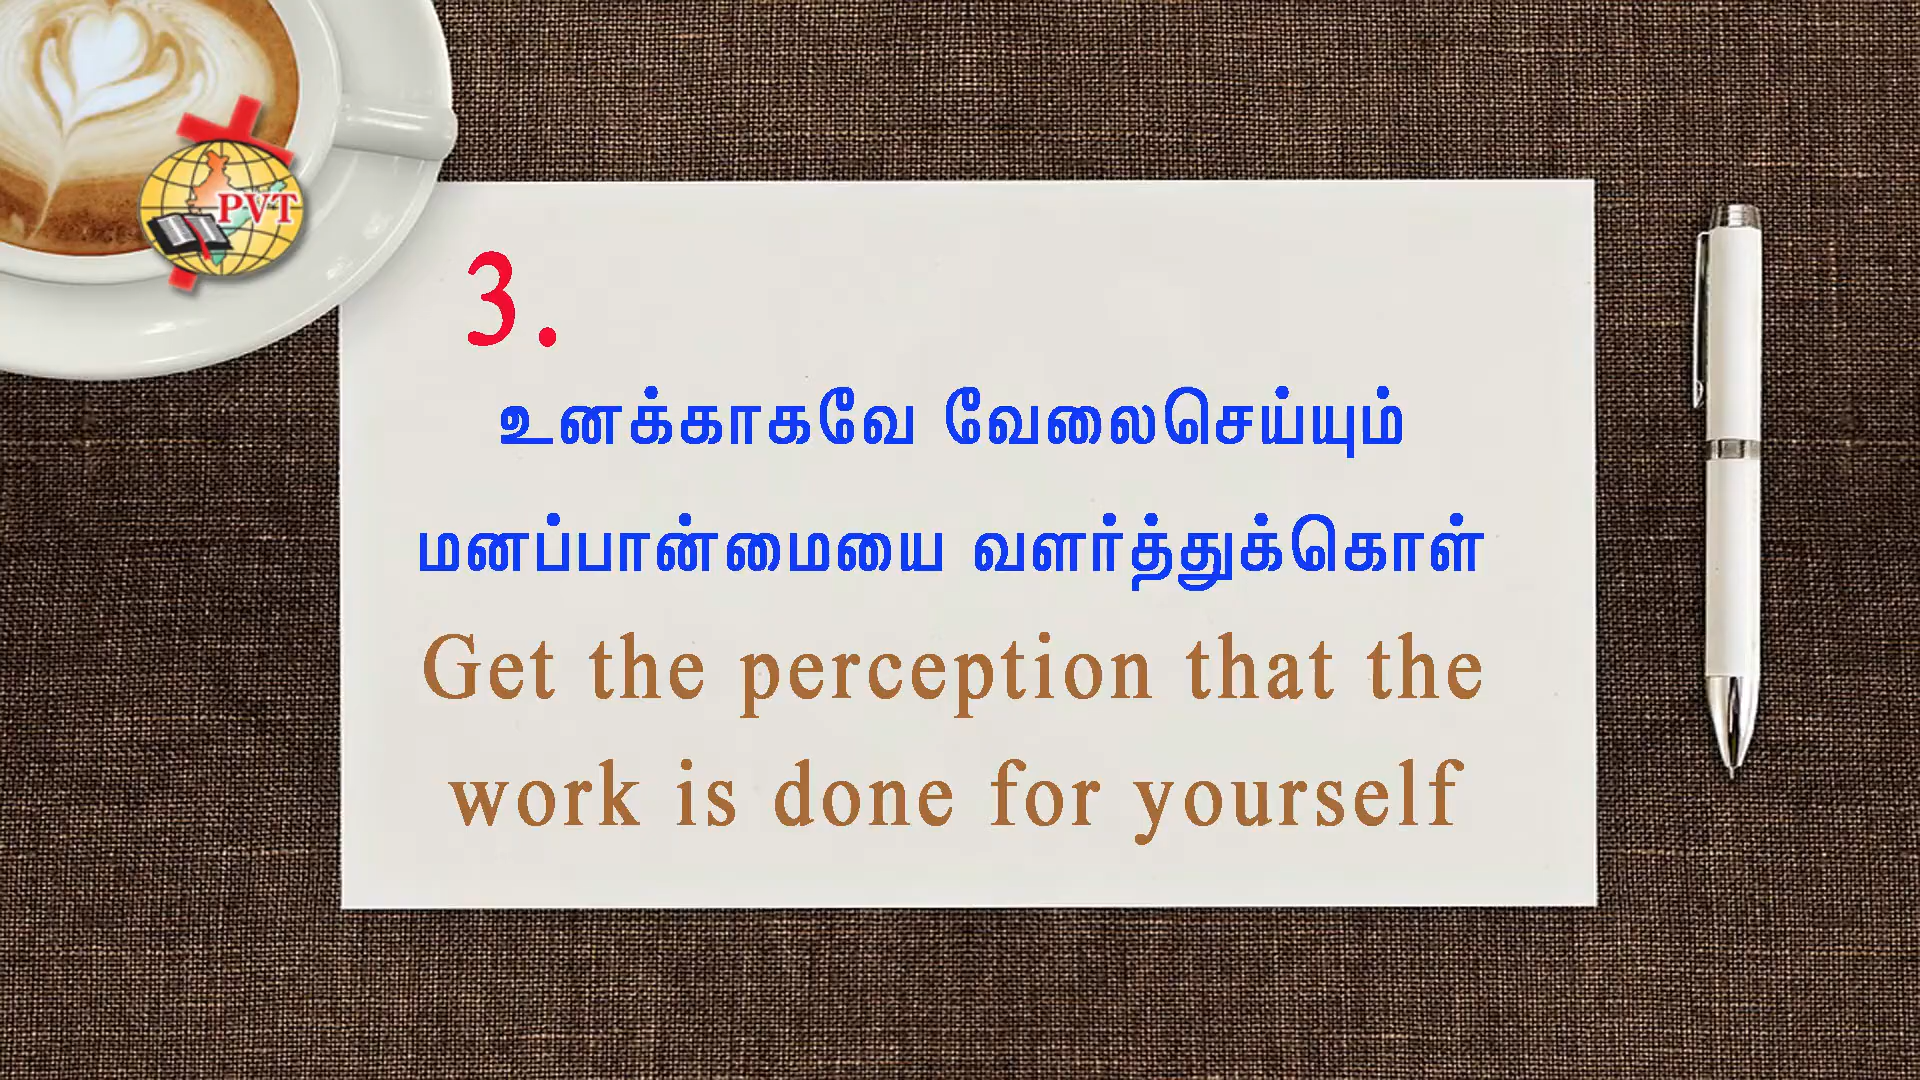 PVT
3.
உனக்காகவே வேலைசெய்யும்
மனப்பான்மையை வளர்த்துக்கொள்
Get the perception that the
work is done for yourself